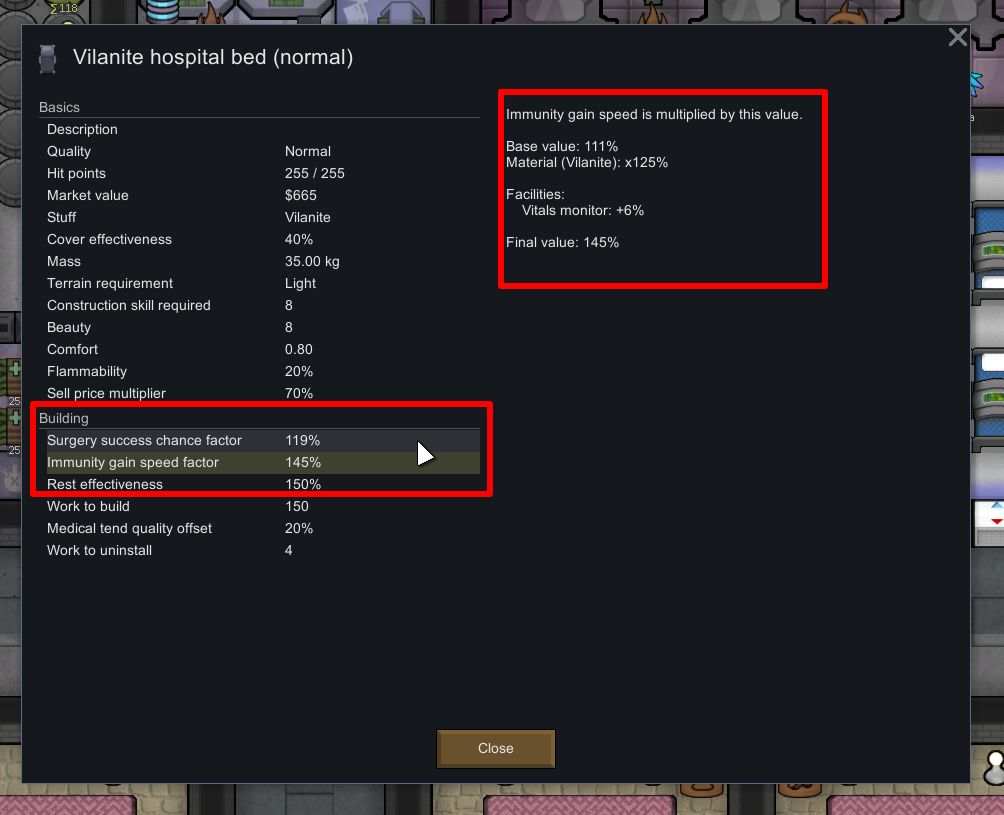 Σ118
Vilanite hospital bed (normal)
Basics
Description
Quality Normal
Hit points 255 / 255
Market value $665
Stuff Vilanite
Cover effectiveness 40%
Mass 35.00 kg
Terrain requirement Light
Construction skill required 8
Beauty 8
Comfort 0.80
Flammability 20%
Sell price multiplier 70%
Building
Surgery success chance factor 119%
Immunity gain speed factor 145%
Rest effectiveness 150%
Work to build 150
Medical tend quality offset 20%
Work to uninstall 4
Immunity gain speed is multiplied by this value.
Base value: 111%
Material (Vilanite): x125%
Facilities:
Vitals monitor: +6%
Final value: 145%
25
25
a
Close